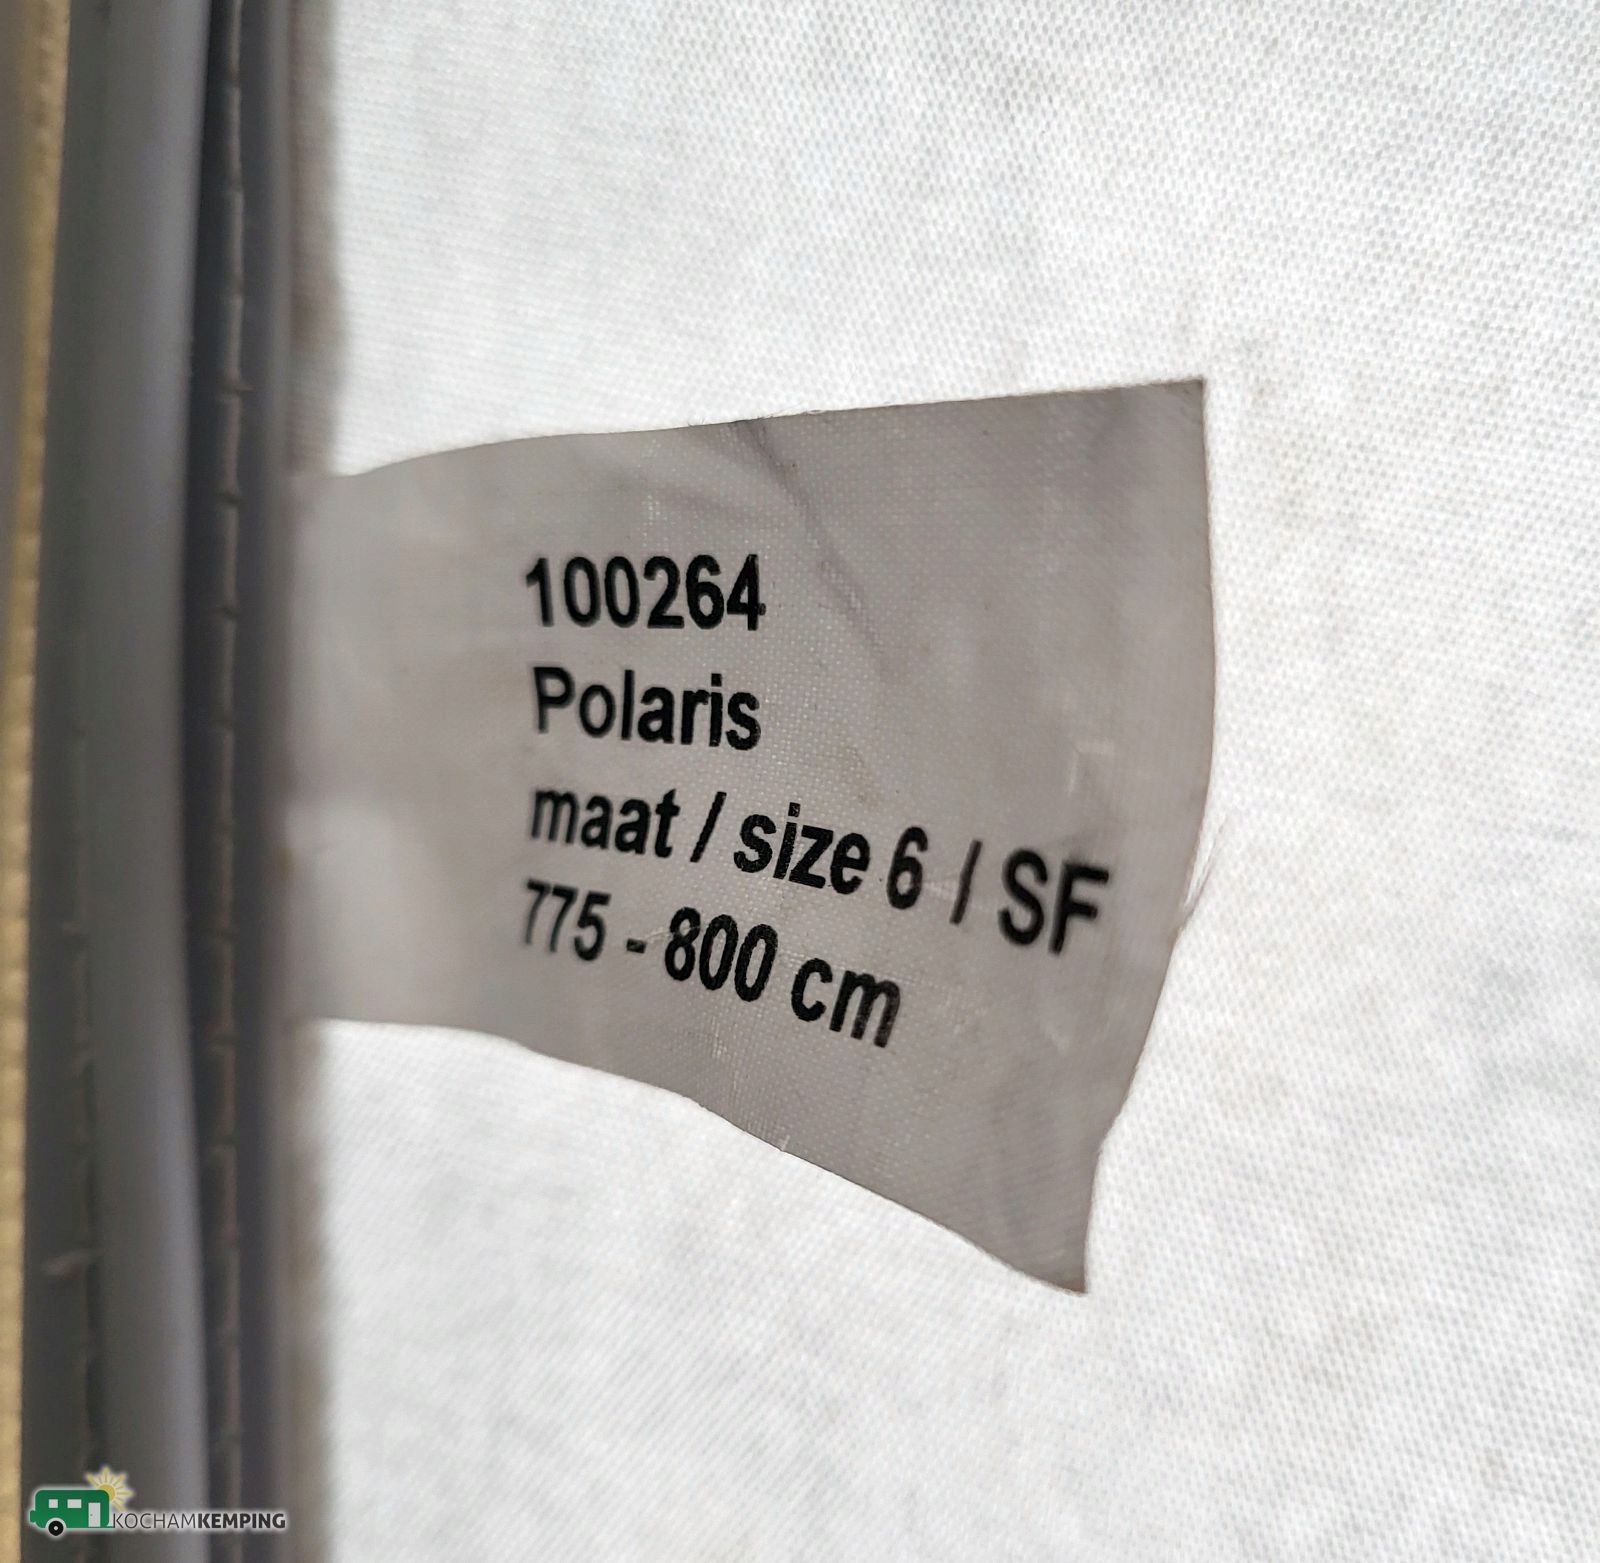 100264
Polaris
maat / size 6 / SF
775 - 800 cm
KOCHAMKEMPING